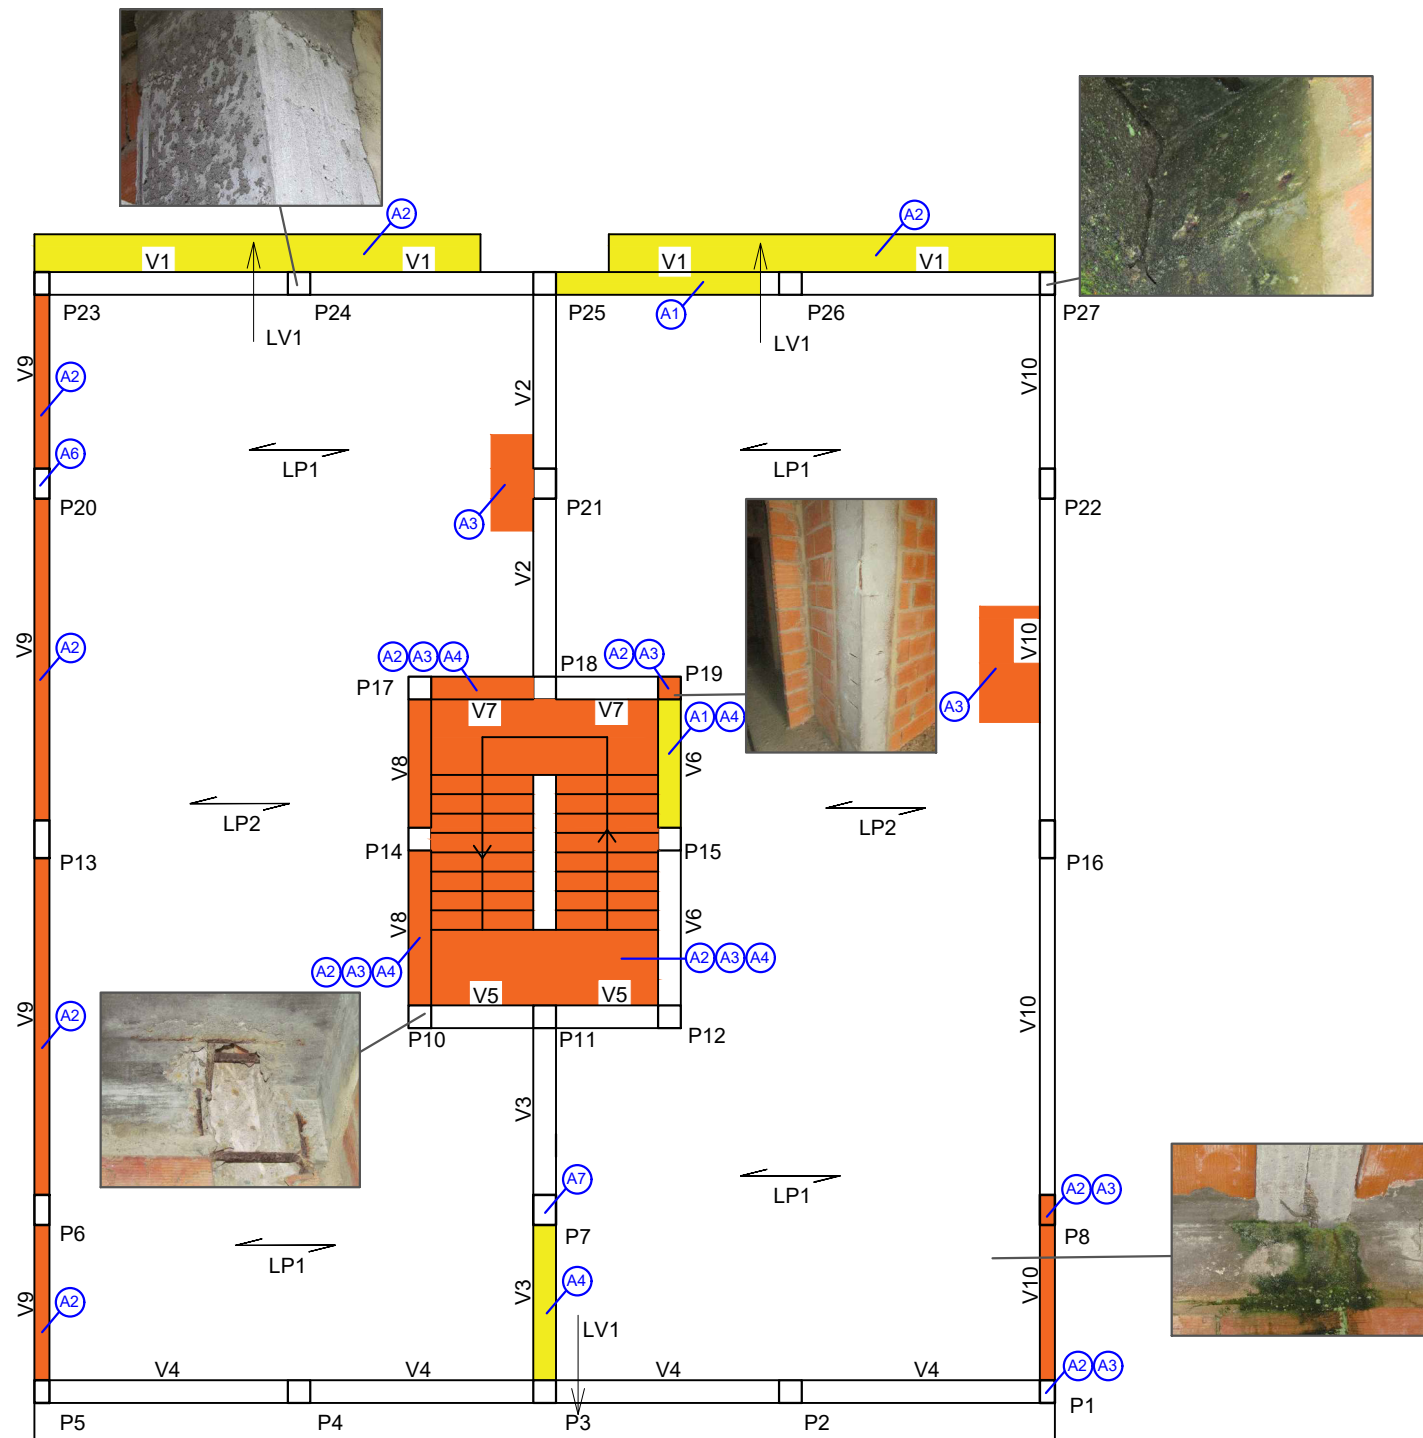 A2
A2
V1 V1 V1 V1
P23 P24 P25 P26 P27
A1
LV1 LV1
V9 A2 V2 V10
A6
LP1 LP1
P20 A3 P21 P22
V2
V9 A2 V10
A2 A3 A4 P18 A2 A3 P19
P17 A3
V7 V7 A1 A4
V8 V6
LP2 LP2
P13 P14 P15 P16
V8 V6
A2 A3 A4 A2 A3 A4
V5 V5
V9 A2 V10
P10 P11 P12
V3
LP1
A7 A2 A3
P6 P7 P8
LP1
V9 A2 V3 A4 V10
LV1
V4 V4 V4 V4
A2 A3
P5 P4 P3 P2 P1